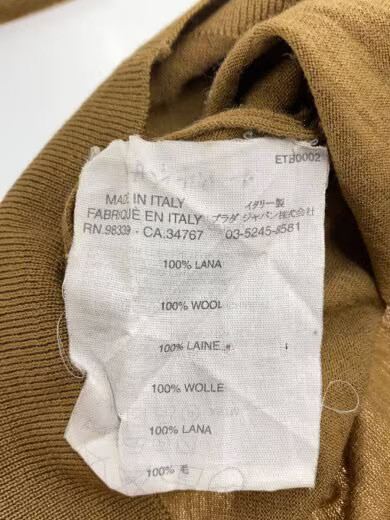 ETB0002
MADE IN ITALY イタリー製
FABRIQUÉ EN ITALY プラダ ジャパン株式会社
RN.98339 - CA.34767 03-5245-8581
100% LANA
100% WOOL
100% LAINE
100% WOLLE
100% LANA
100% 毛